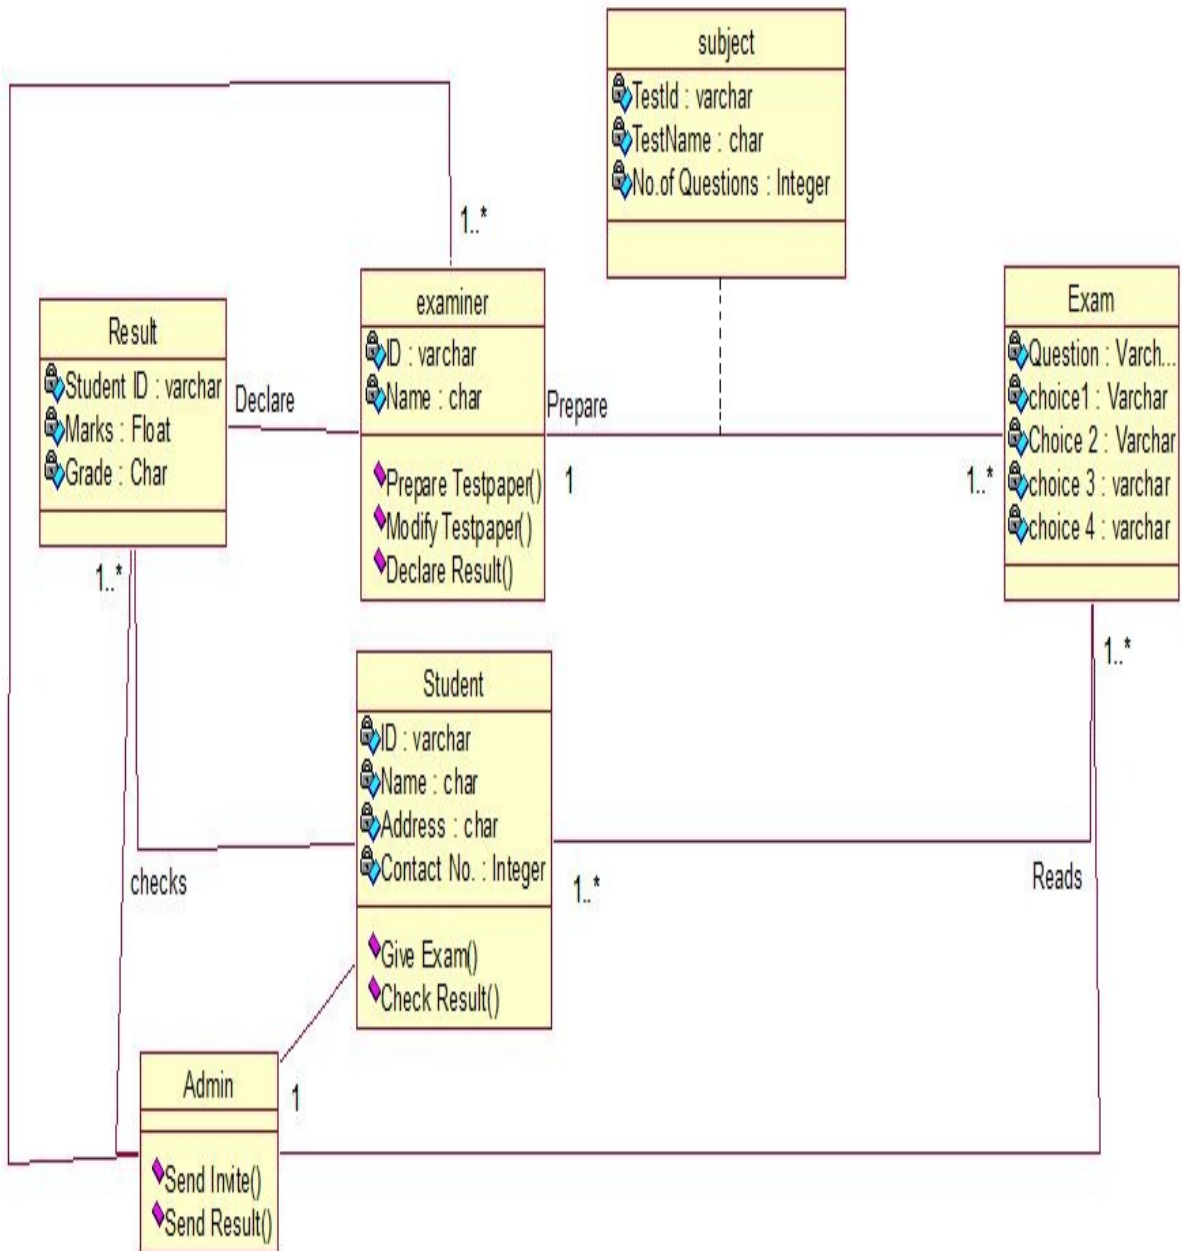 subject
TestId : varchar
TestName : char
No.of Questions : Integer
1..*
examiner
ID : varchar
Name : char
Prepare Testpaper()
Modify Testpaper()
Declare Result()
Result
Student ID : varchar
Marks : Float
Grade : Char
Declare
Prepare
1
1..*
Exam
Question : Varch...
choice1 : Varchar
Choice 2 : Varchar
choice 3 : varchar
choice 4 : varchar
1..*
1..*
Student
ID : varchar
Name : char
Address : char
Contact No. : Integer
Give Exam()
Check Result()
checks
1..*
Reads
Admin
1
Send Invite()
Send Result()